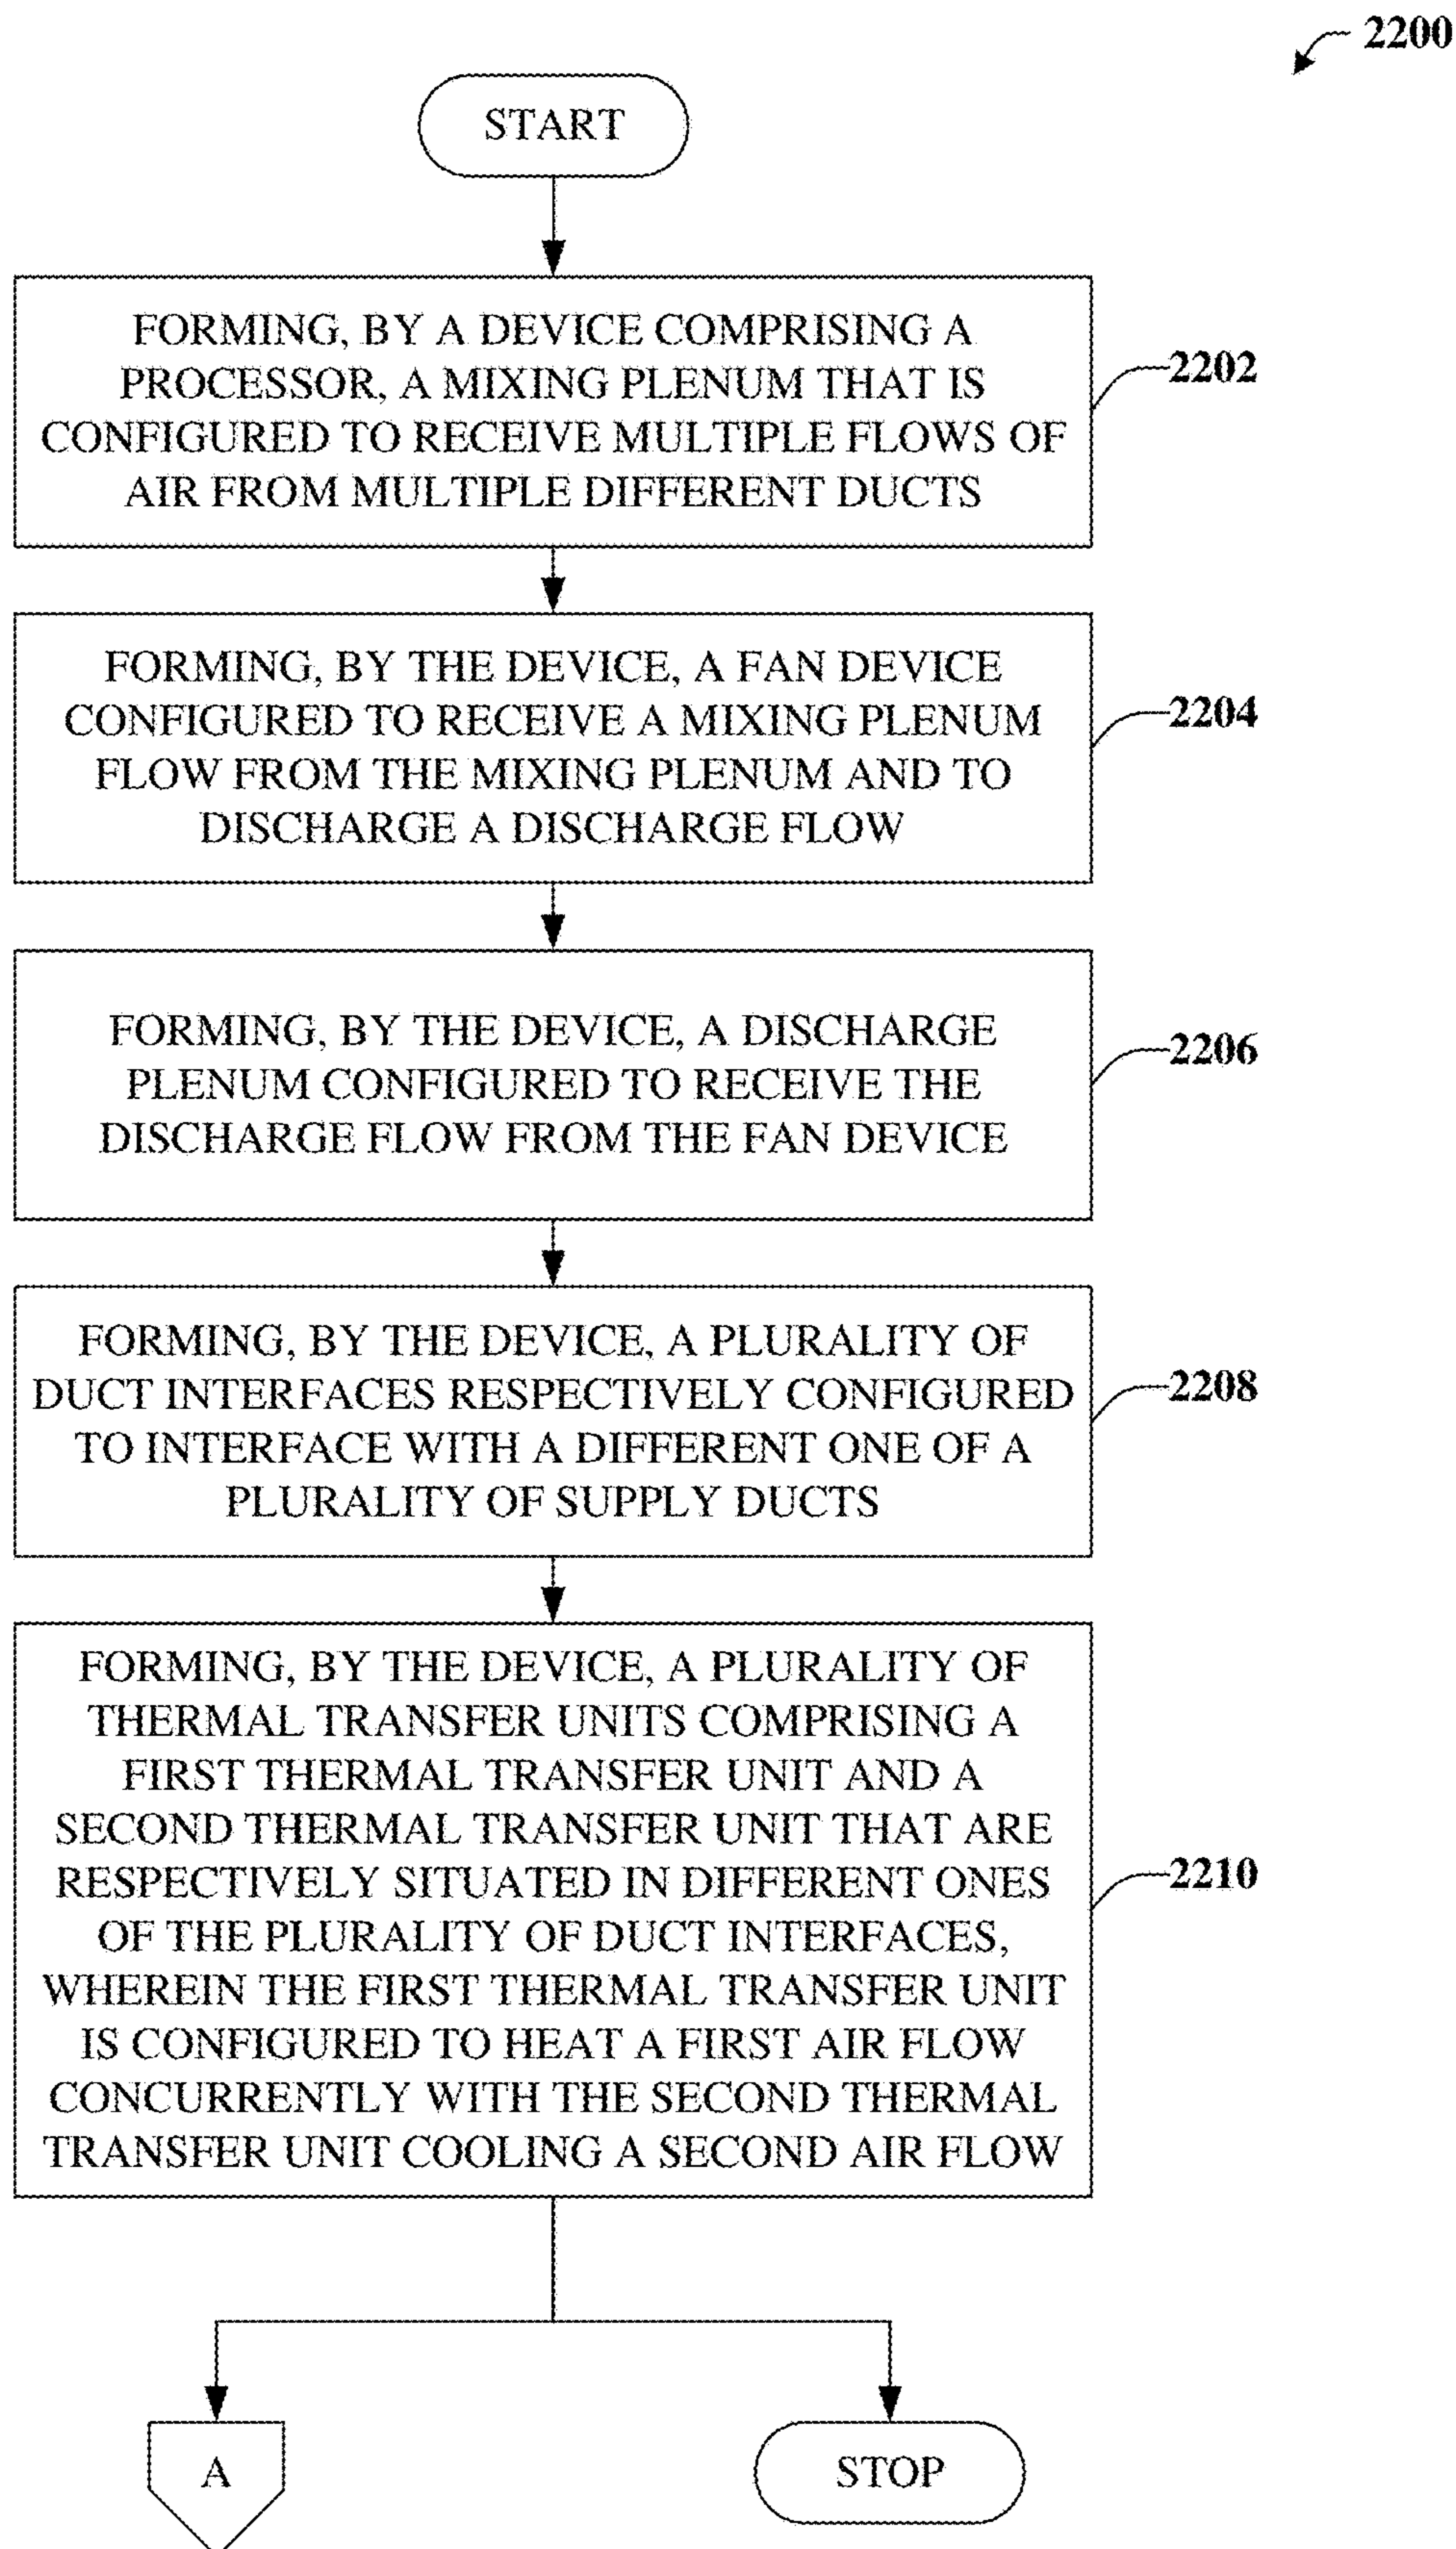 2200
START
FORMING, BY A DEVICE COMPRISING A
PROCESSOR, A MIXING PLENUM THAT IS
CONFIGURED TO RECEIVE MULTIPLE FLOWS OF
AIR FROM MULTIPLE DIFFERENT DUCTS
2202
FORMING, BY THE DEVICE, A FAN DEVICE
CONFIGURED TO RECEIVE A MIXING PLENUM
FLOW FROM THE MIXING PLENUM AND TO
DISCHARGE A DISCHARGE FLOW
2204
FORMING, BY THE DEVICE, A DISCHARGE
PLENUM CONFIGURED TO RECEIVE THE
DISCHARGE FLOW FROM THE FAN DEVICE
2206
FORMING, BY THE DEVICE, A PLURALITY OF
DUCT INTERFACES RESPECTIVELY CONFIGURED
TO INTERFACE WITH A DIFFERENT ONE OF A
PLURALITY OF SUPPLY DUCTS
2208
FORMING, BY THE DEVICE, A PLURALITY OF
THERMAL TRANSFER UNITS COMPRISING A
FIRST THERMAL TRANSFER UNIT AND A
SECOND THERMAL TRANSFER UNIT THAT ARE
RESPECTIVELY SITUATED IN DIFFERENT ONES
OF THE PLURALITY OF DUCT INTERFACES,
WHEREIN THE FIRST THERMAL TRANSFER UNIT
IS CONFIGURED TO HEAT A FIRST AIR FLOW
CONCURRENTLY WITH THE SECOND THERMAL
TRANSFER UNIT COOLING A SECOND AIR FLOW
2210
A
STOP